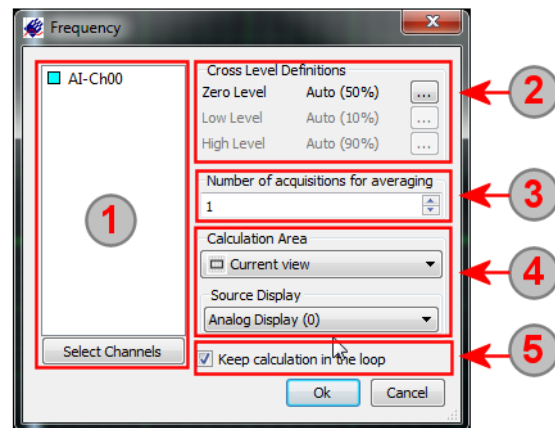 Frequency
AI-Ch00
Select Channels
1
Cross Level Definitions
Zero Level Auto (50%) ...
Low Level Auto (10%) ...
High Level Auto (90%) ...
2
Number of acquisitions for averaging
1
3
Calculation Area
Current view
Source Display
Analog Display (0)
4
Keep calculation in the loop
5
Ok Cancel